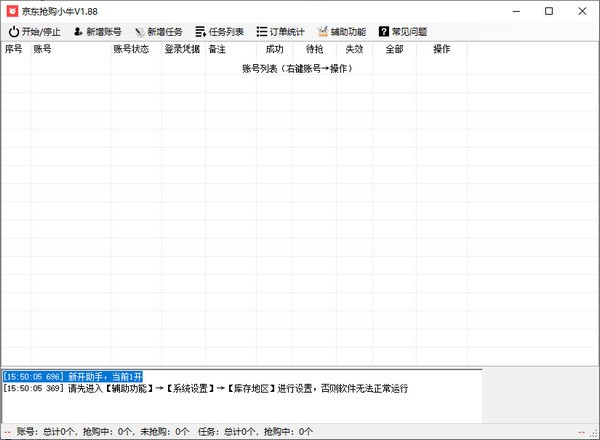 京东抢购小牛V1.88
开始/停止 新增账号 新增任务 任务列表 订单统计 辅助功能 常见问题
序号 账号 账号状态 登录凭据 备注 成功 待抢 失效 全部 操作
账号列表（右键账号→操作）
[15:50:05 696] 新开助手，当前1开
[15:50:05 369] 请先进入【辅助功能】→【系统设置】→【库存地区】进行设置，否则软件无法正常运行
-- 账号：总计0个，抢购中：0个，未抢购：0个 任务：总计0个，抢购中：0个 --